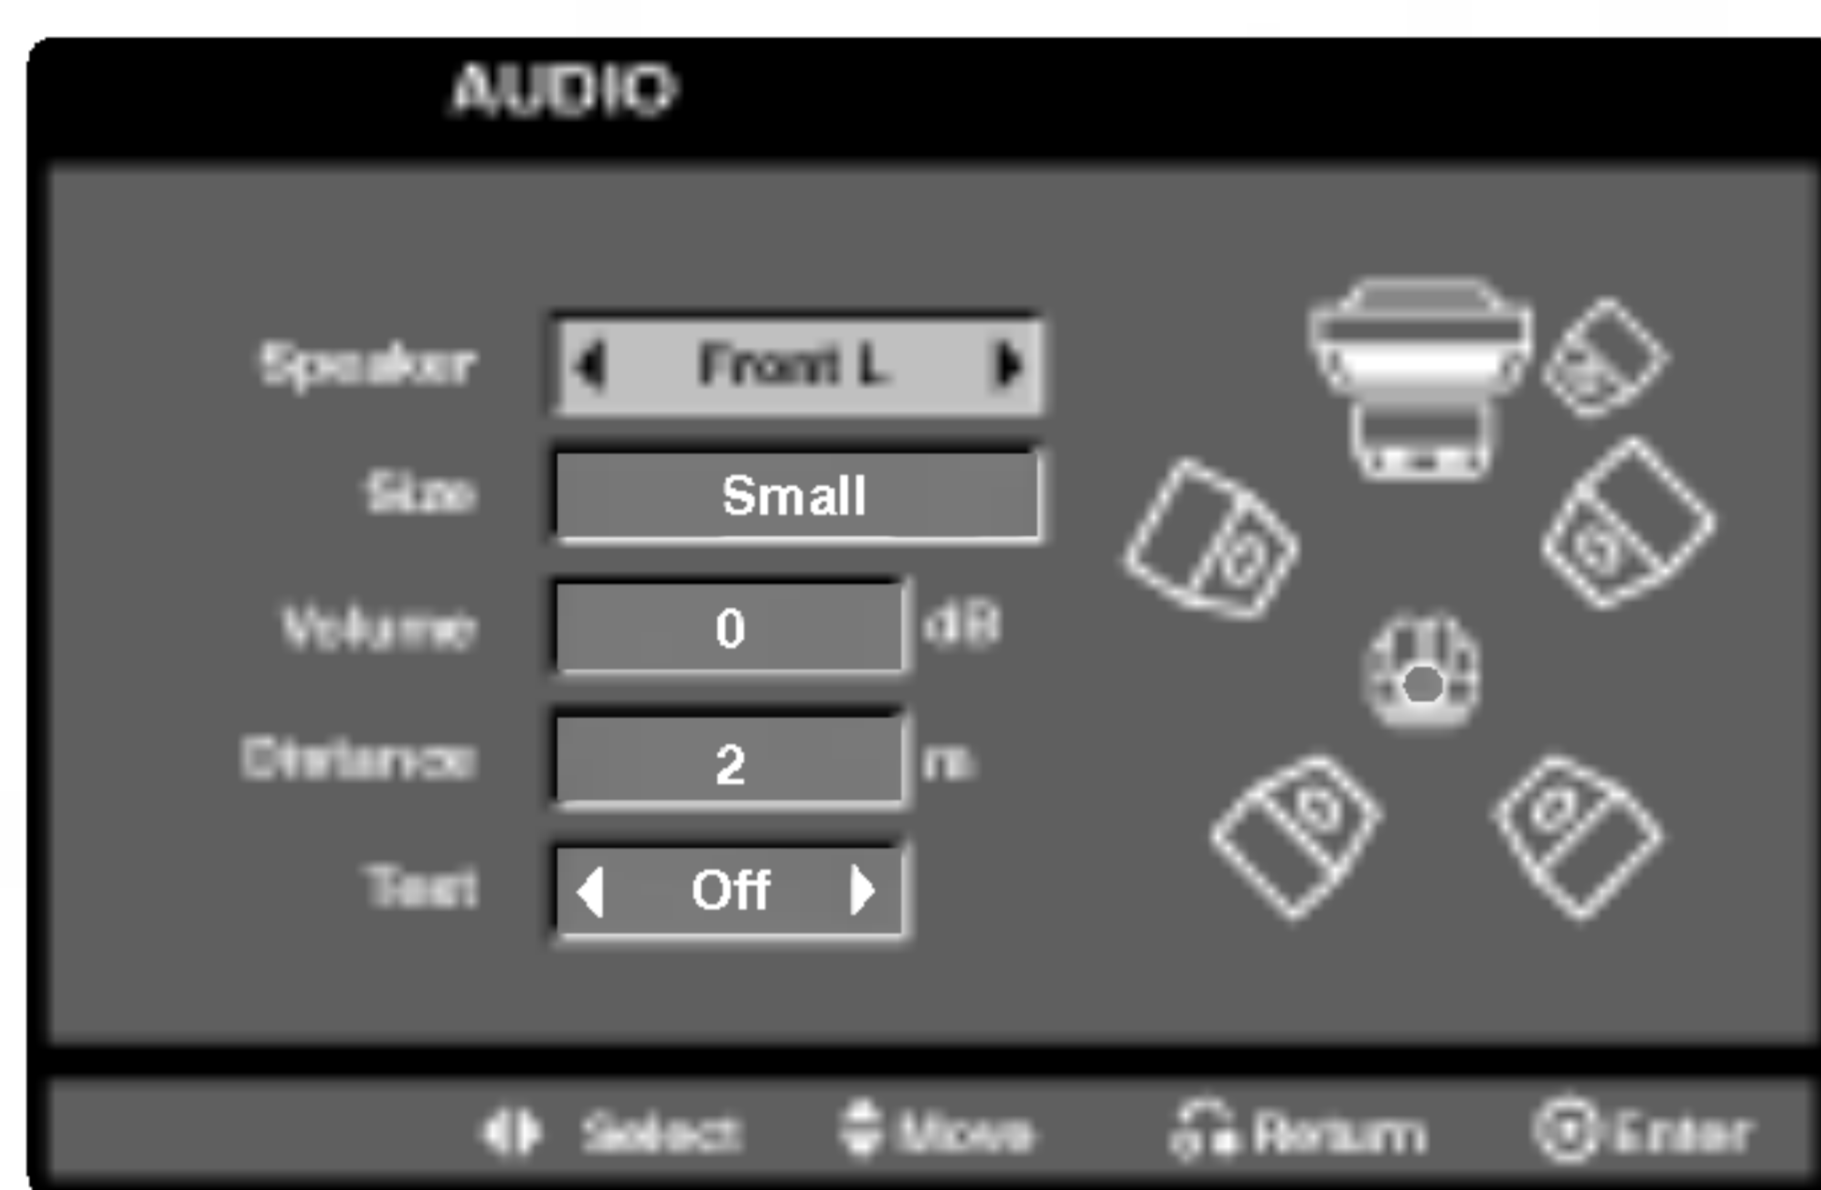 AUDIO
Speaker Front L
Size Small
Volume 0 dB
Distance 2 m
Test Off
Select Move Return Enter